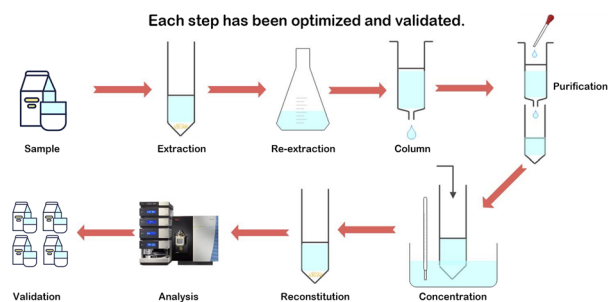 Each step has been optimized and validated.
Purification
Sample
Extraction
Re-extraction
Column
Validation
Analysis
Reconstitution
Concentration